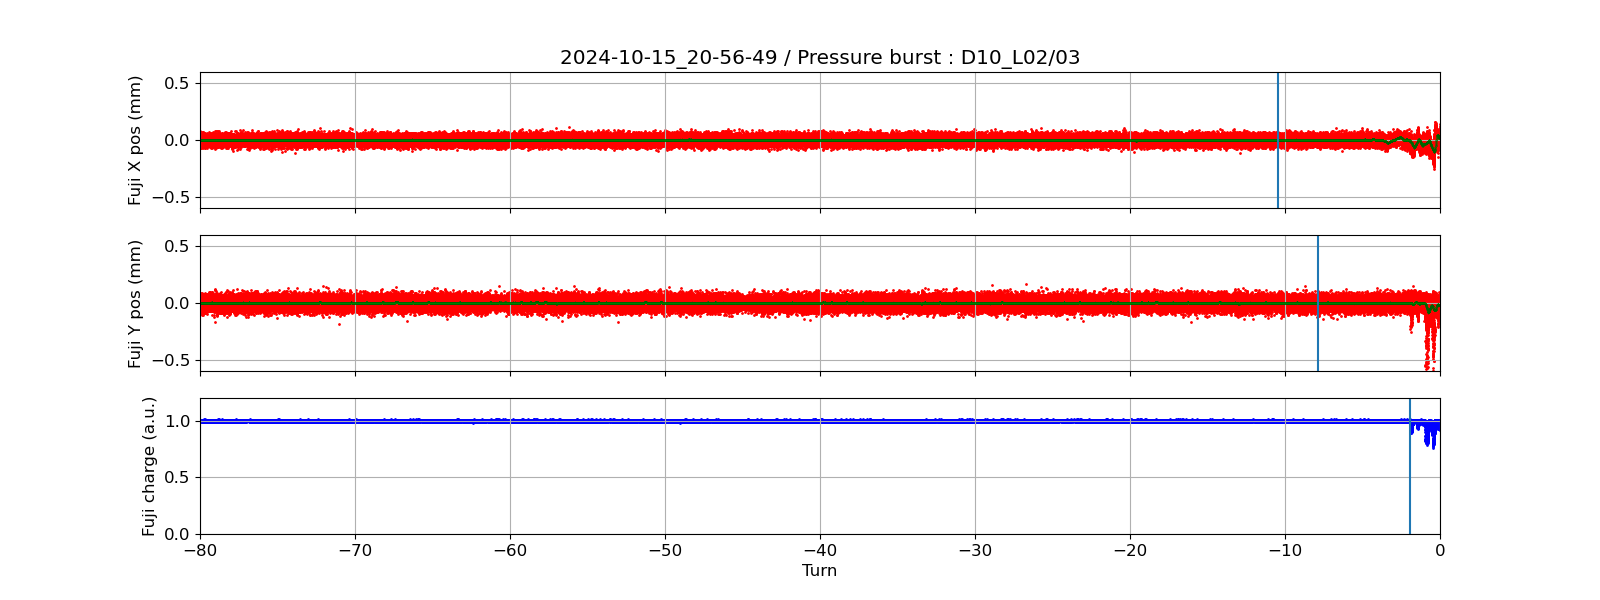 2024-10-15_20-56-49 / Pressure burst : D10_L02/03
Fuji X pos (mm)
0.5
0.0
−0.5
Fuji Y pos (mm)
0.5
0.0
−0.5
Fuji charge (a.u.)
1.0
0.5
0.0
−80 −70 −60 −50 −40 −30 −20 −10 0
Turn